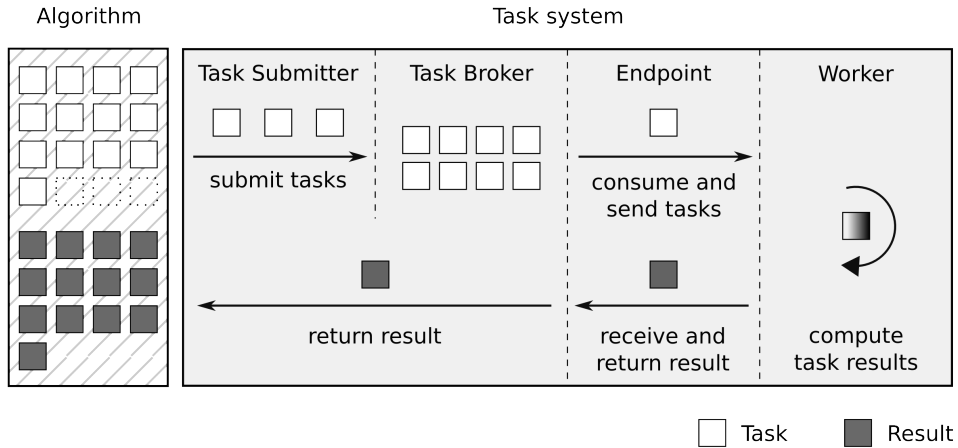 Algorithm
Task system
Task Submitter
Task Broker
Endpoint
Worker
submit tasks
consume and
send tasks
return result
receive and
return result
compute
task results
Task
Result